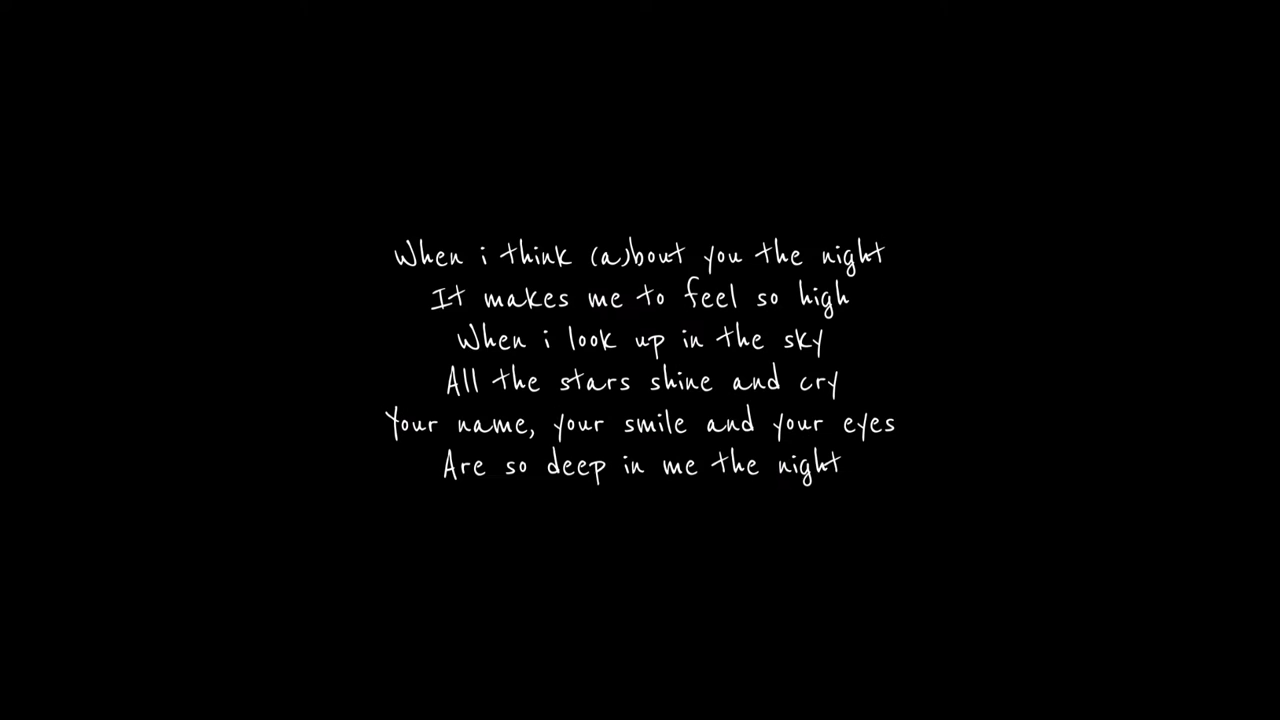 When i think (a)bout you the night
It makes me to feel so high
When i look up in the sky
All the stars shine and cry
Your name, your smile and your eyes
Are so deep in me the night